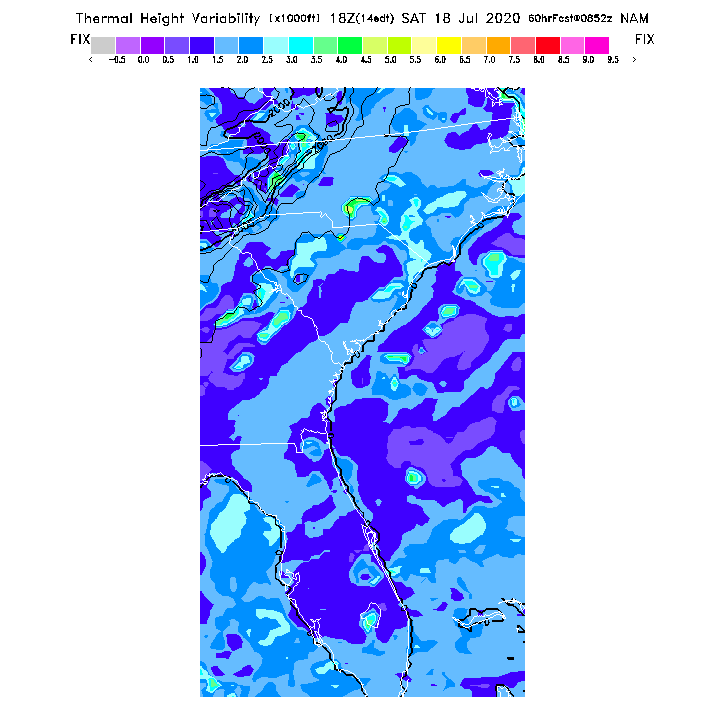 Thermal Height Variability [x1000ft] 18Z(14edt) SAT 18 Jul 2020 60hrFcst@0852z NAM
FIX FIX
< -0.5 0.0 0.5 1.0 1.5 2.0 2.5 3.0 3.5 4.0 4.5 5.0 5.5 6.0 6.5 7.0 7.5 8.0 8.5 9.0 9.5 >